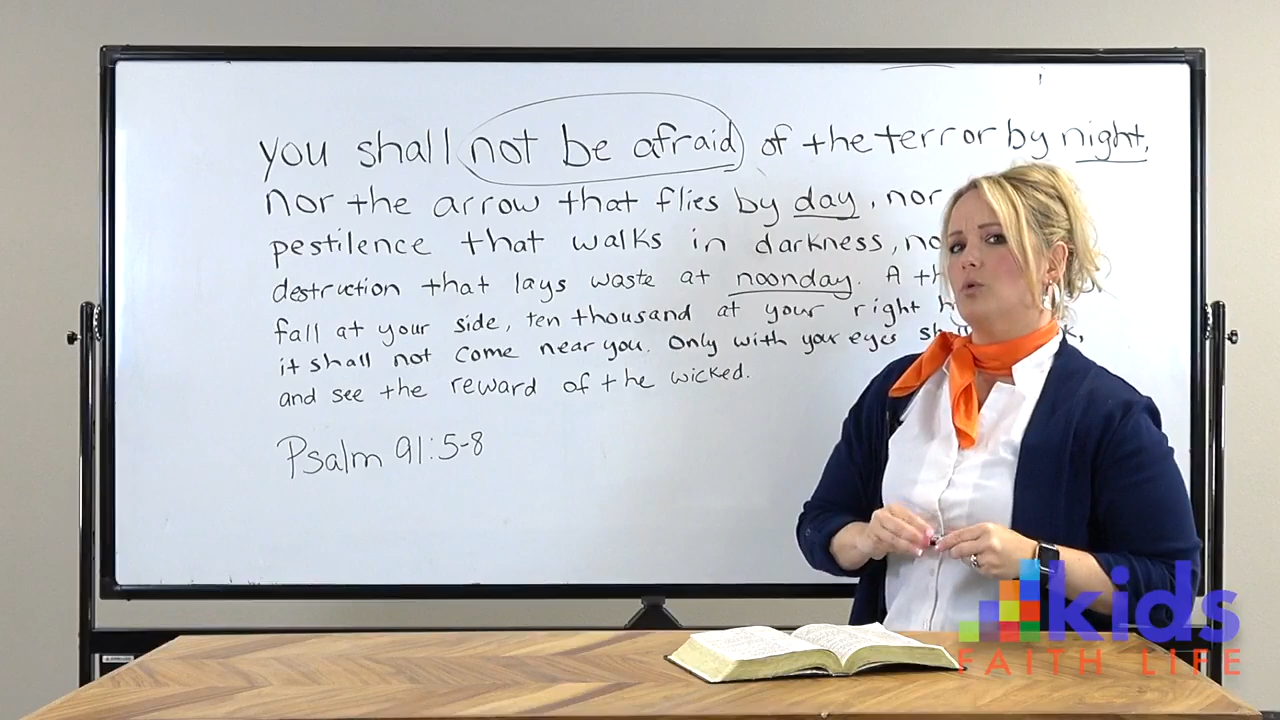 you shall not be afraid of the terror by night,
nor the arrow that flies by day, nor
pestilence that walks in darkness, no
destruction that lays waste at noonday. A th
fall at your side, ten thousand at your right h
it shall not come near you. Only with your eyes sh k,
and see the reward of the wicked.
Psalm 91:5-8
kids
FAITH LIFE